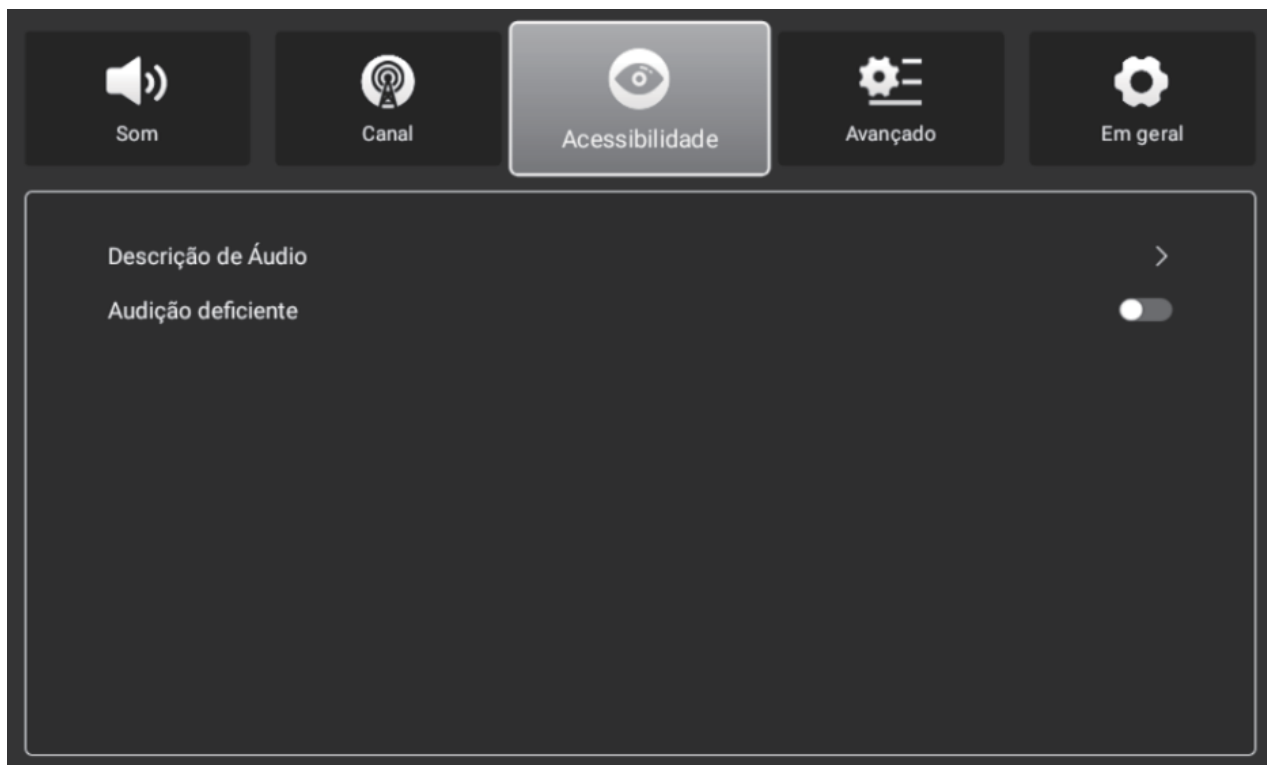 Som
Canal
Acessibilidade
Avançado
Em geral
Descrição de Áudio
Audição deficiente